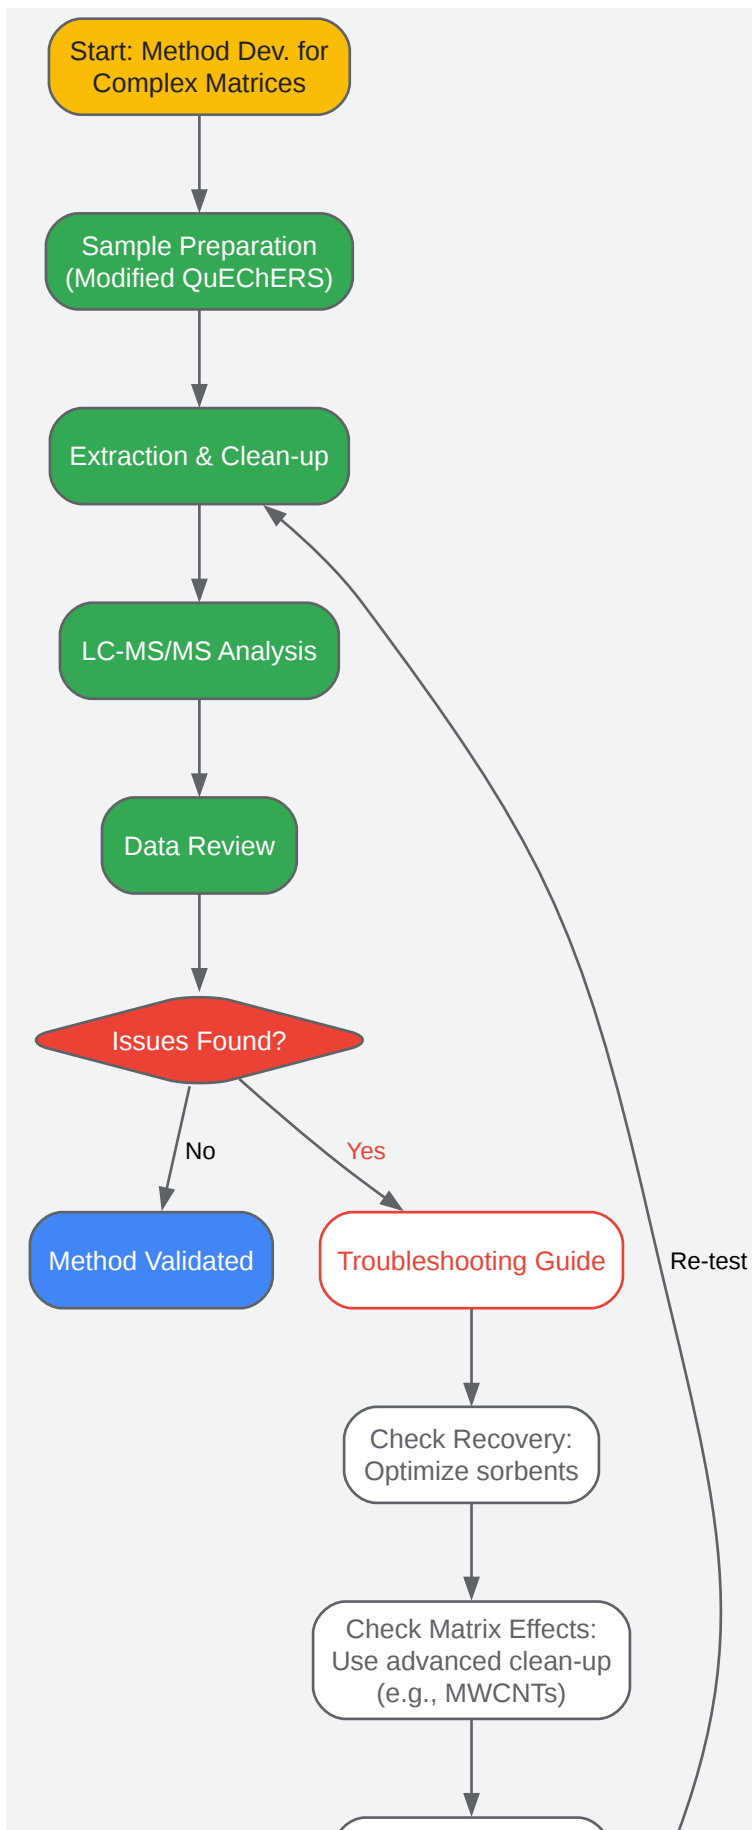 Start: Method Dev. for
Complex Matrices
Sample Preparation
(Modified QuEChERS)
Extraction & Clean-up
LC-MS/MS Analysis
Data Review
Issues Found?
No
Yes
Method Validated
Troubleshooting Guide
Re-test
Check Recovery:
Optimize sorbents
Check Matrix Effects:
Use advanced clean-up
(e.g., MWCNTs)